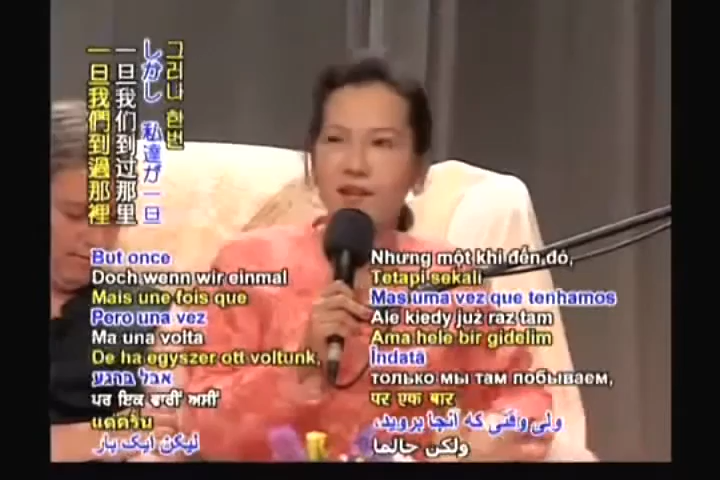 그러나 한번
しかし 私達が一旦
一旦我们到过那里
一旦我們到過那裡
But once
Doch wenn wir einmal
Mais une fois que
Pero una vez
Ma una volta
De ha egyszer ott voltunk,
אבל ברגע
ਪਰ ਇਕ ਵਾਰੀਂ ਅਸੀਂ
แต่ครั้น
لیکن ایک بار
Nhưng một khi đến đó,
Tetapi sekali
Mas uma vez que tenhamos
Ale kiedy już raz tam
Ama hele bir gidelim
Îndată
только мы там побываем,
पर एक बार
ولی وقتی که آنجا بروید،
ولكن حالما